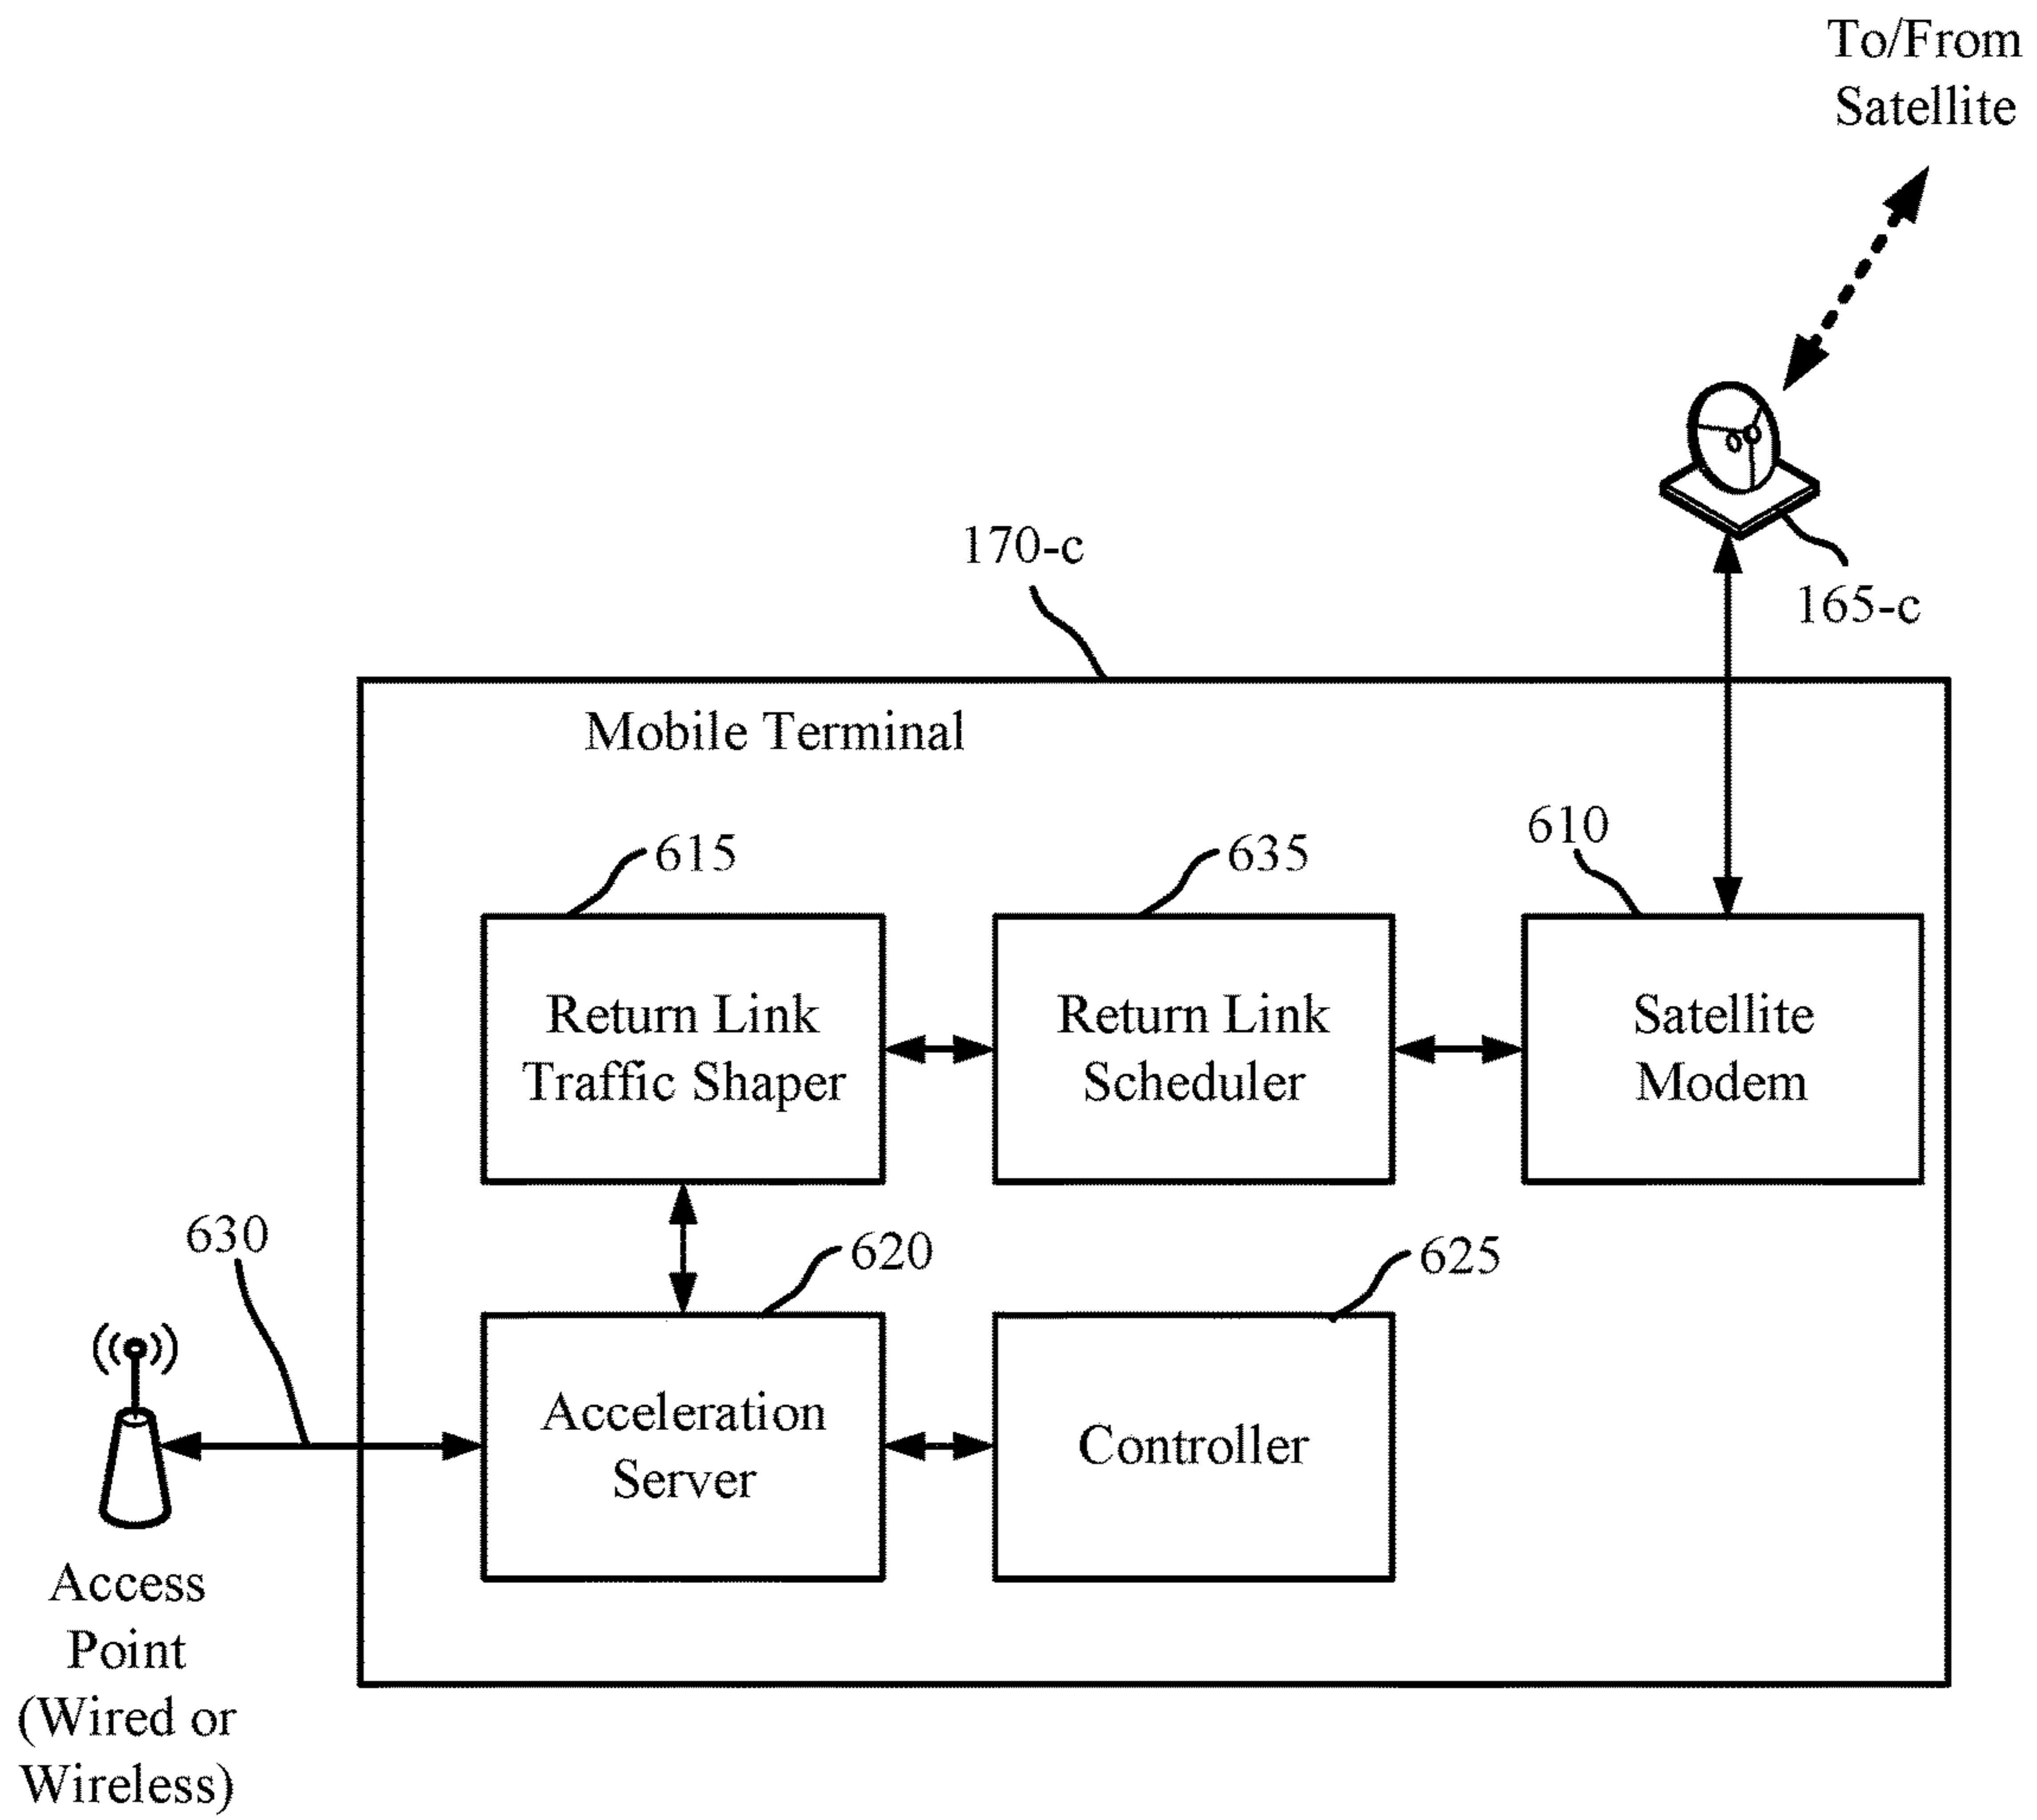 To/From
Satellite
170-c
165-c
Mobile Terminal
615
635
610
Return Link
Traffic Shaper
Return Link
Scheduler
Satellite
Modem
630
620
625
Acceleration
Server
Controller
Access
Point
(Wired or
Wireless)